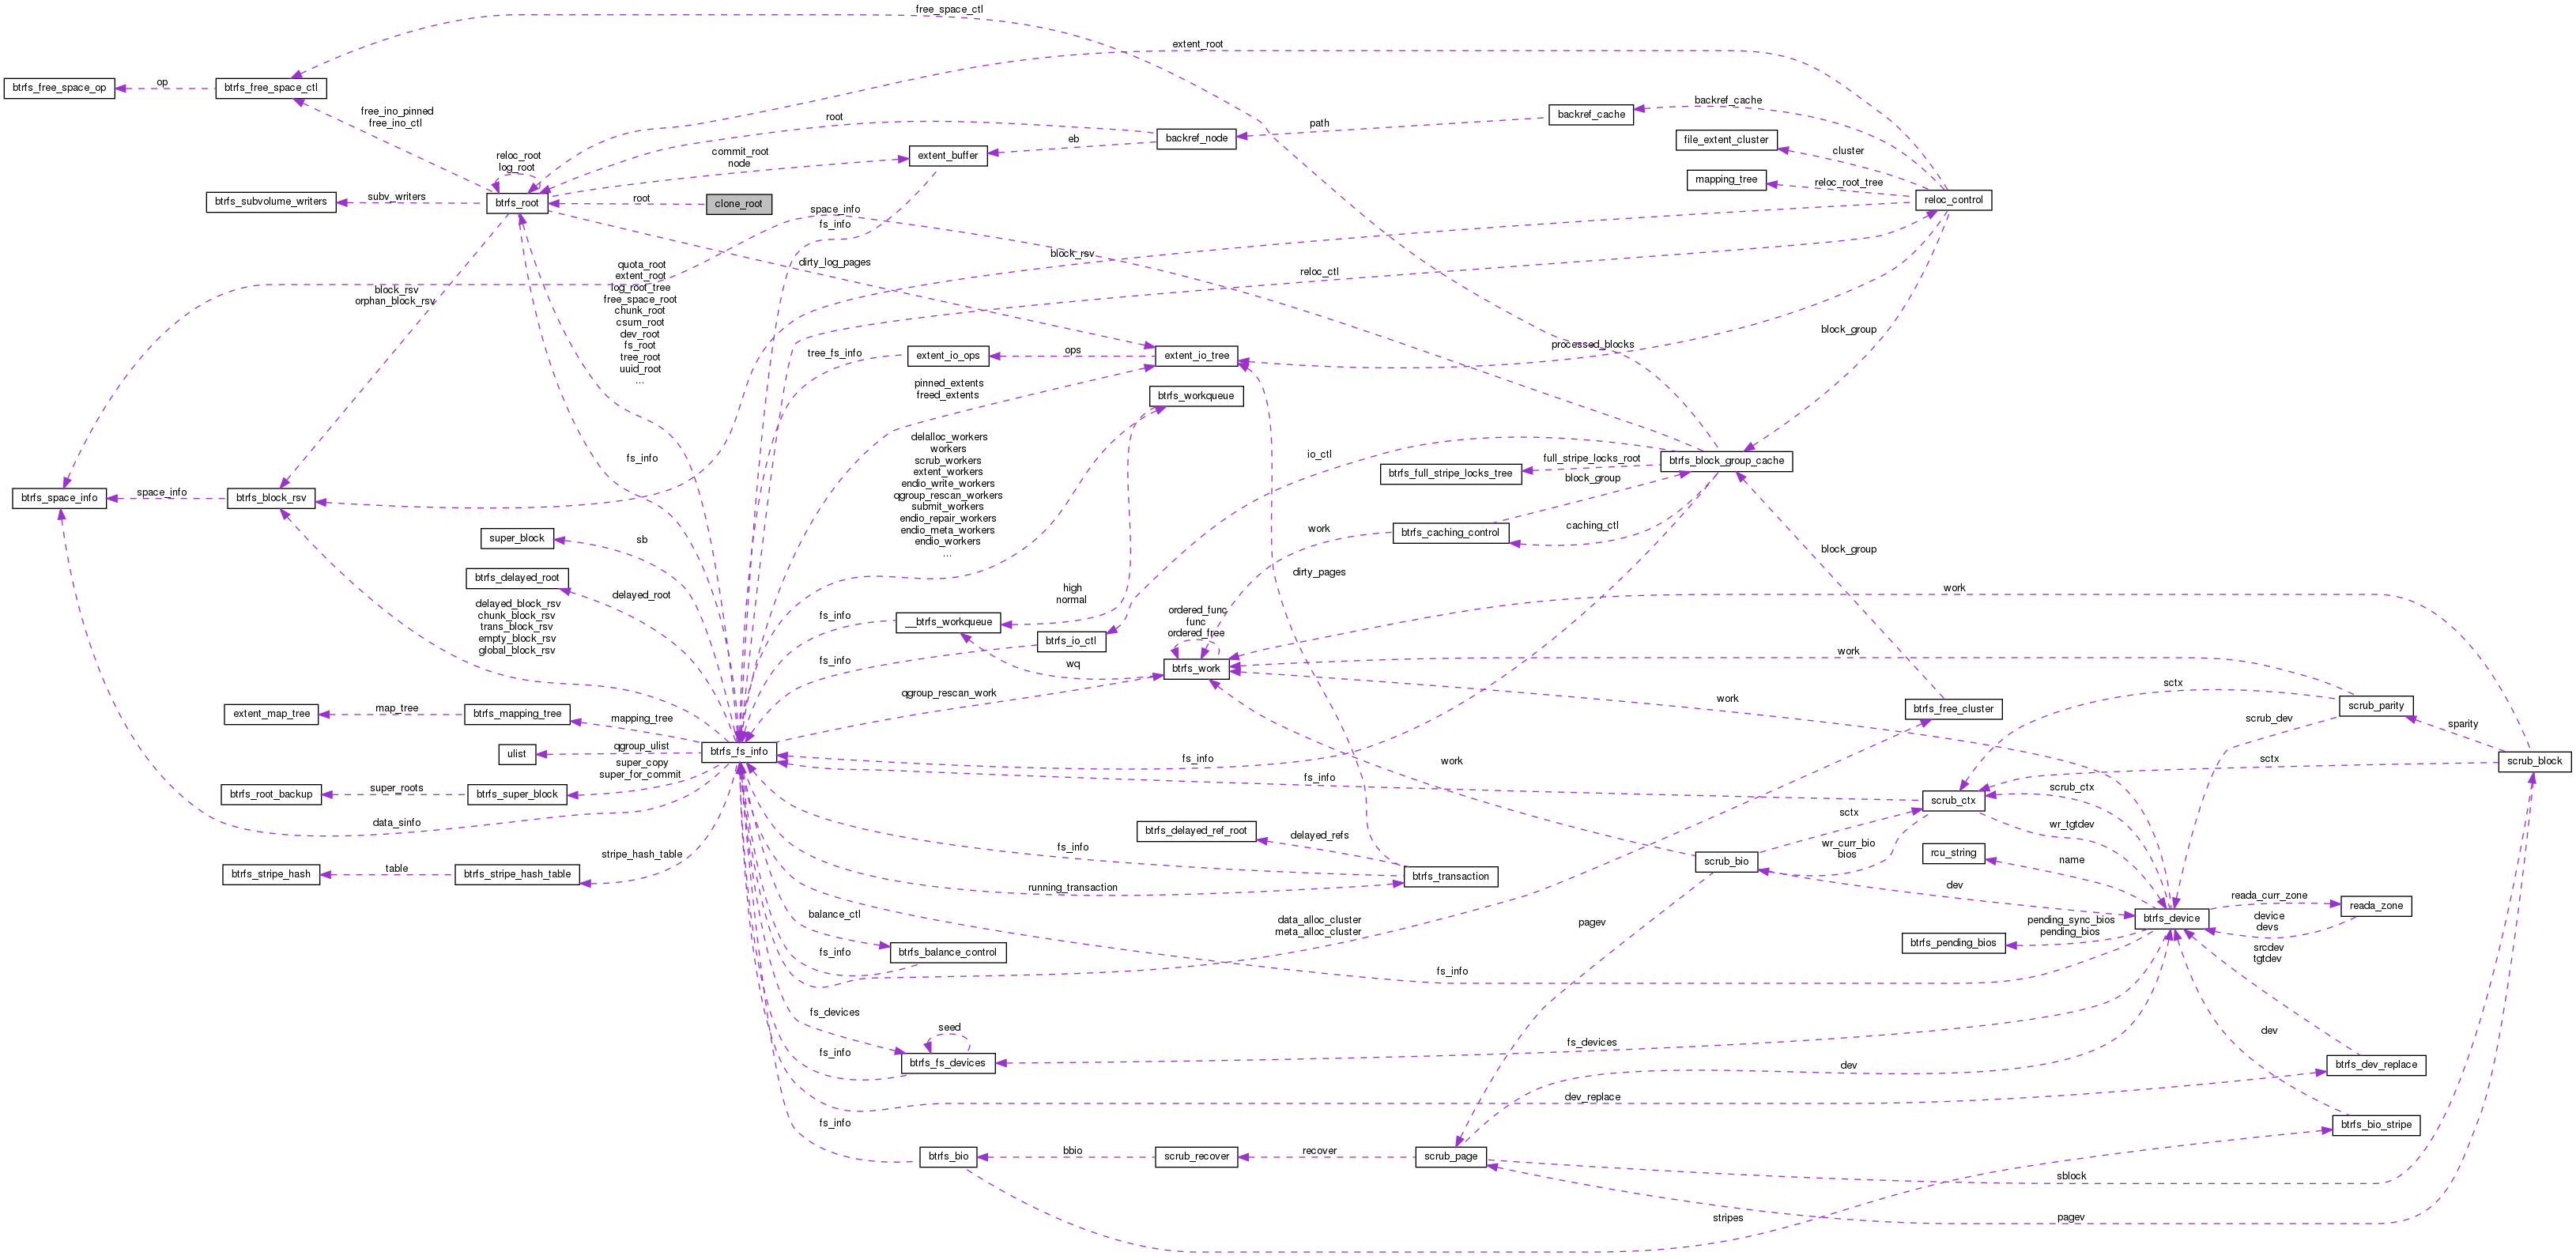 free_space_ctl
extent_root
btrfs_free_space_op
op
btrfs_free_space_ctl
free_ino_pinned
free_ino_ctl
root
path
backref_cache
backref_cache
backref_node
eb
file_extent_cluster
cluster
reloc_root
log_root
commit_root
node
extent_buffer
mapping_tree
reloc_root_tree
reloc_control
btrfs_subvolume_writers
subv_writers
btrfs_root
root
clone_root
space_info
fs_info
block_rsv
dirty_log_pages
reloc_ctl
quota_root
extent_root
log_root_tree
free_space_root
chunk_root
csum_root
dev_root
fs_root
tree_root
uuid_root
...
block_rsv
orphan_block_rsv
block_group
processed_blocks
tree_fs_info
extent_io_ops
ops
extent_io_tree
pinned_extents
freed_extents
btrfs_workqueue
delalloc_workers
workers
scrub_workers
extent_workers
endio_write_workers
qgroup_rescan_workers
submit_workers
endio_repair_workers
endio_meta_workers
endio_workers
...
fs_info
io_ctl
btrfs_full_stripe_locks_tree
full_stripe_locks_root
btrfs_block_group_cache
block_group
btrfs_space_info
space_info
btrfs_block_rsv
super_block
sb
work
btrfs_caching_control
caching_ctl
block_group
btrfs_delayed_root
delayed_root
dirty_pages
high
normal
work
delayed_block_rsv
chunk_block_rsv
trans_block_rsv
empty_block_rsv
global_block_rsv
fs_info
__btrfs_workqueue
ordered_func
func
ordered_free
btrfs_io_ctl
fs_info
wq
btrfs_work
work
work
sctx
qgroup_rescan_work
btrfs_free_cluster
scrub_parity
scrub_dev
sparity
extent_map_tree
map_tree
btrfs_mapping_tree
mapping_tree
ulist
qgroup_ulist
btrfs_fs_info
super_copy
super_for_commit
fs_info
work
fs_info
sctx
scrub_block
btrfs_root_backup
super_roots
btrfs_super_block
scrub_ctx
scrub_ctx
data_sinfo
sctx
wr_tgtdev
btrfs_delayed_ref_root
delayed_refs
fs_info
wr_curr_bio
bios
scrub_bio
rcu_string
name
stripe_hash_table
btrfs_stripe_hash
table
btrfs_stripe_hash_table
running_transaction
btrfs_transaction
dev
reada_curr_zone
reada_zone
balance_ctl
data_alloc_cluster
meta_alloc_cluster
pagev
pending_sync_bios
pending_bios
btrfs_device
device
devs
btrfs_pending_bios
btrfs_balance_control
fs_info
fs_info
srcdev
tgtdev
fs_devices
seed
fs_devices
dev
fs_info
btrfs_fs_devices
dev
btrfs_dev_replace
dev_replace
fs_info
btrfs_bio_stripe
btrfs_bio
bbio
scrub_recover
recover
scrub_page
sblock
stripes
pagev